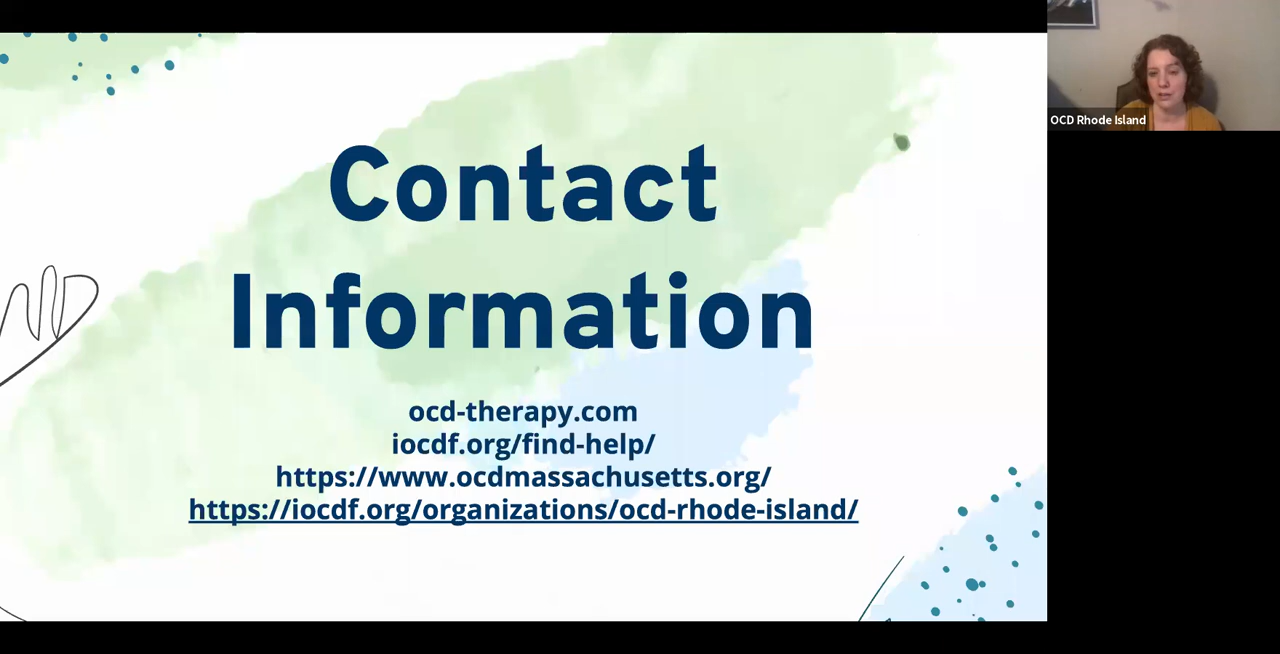 Contact
Information
ocd-therapy.com
iocdf.org/find-help/
https://www.ocdmassachusetts.org/
https://iocdf.org/organizations/ocd-rhode-island/
OCD Rhode Island